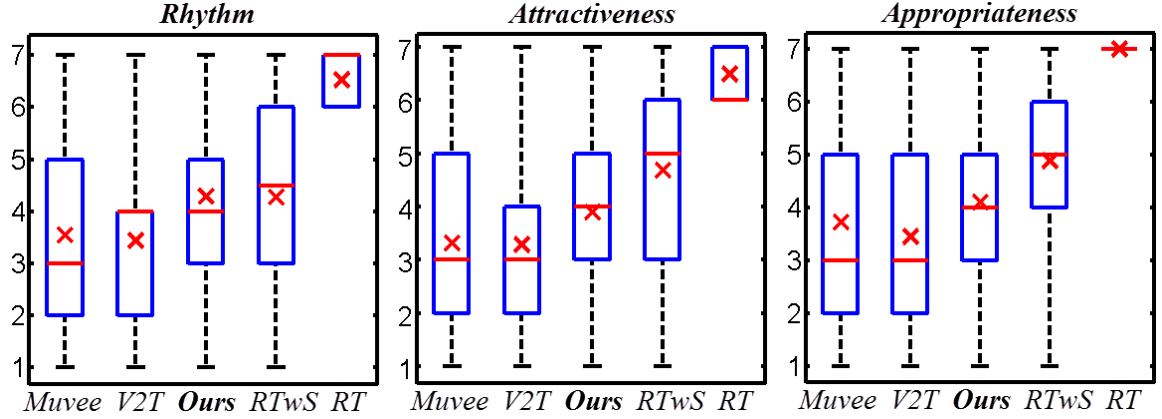 Rhythm Attractiveness Appropriateness
7 7 7
6 6 6
5 5 5
4 4 4
3 3 3
2 2 2
1 1 1
Muvee V2T Ours RTwS RT Muvee V2T Ours RTwS RT Muvee V2T Ours RTwS RT